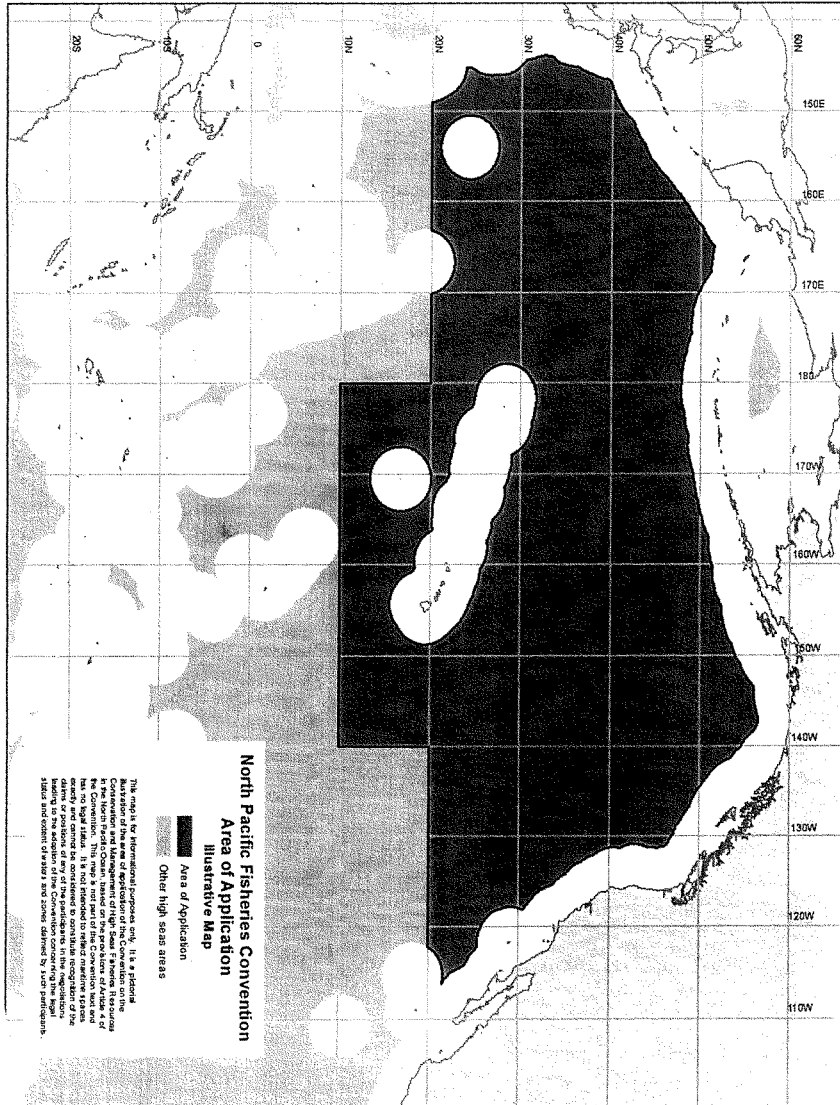 60N
50N
40N
30N
20N
10N
0
20S
150E
160E
170E
180
170W
160W
150W
140W
130W
120W
110W
North Pacific Fisheries Convention
Area of Application
Illustrative Map
Area of Application
Other high seas areas
This map is for informational purposes only. It is a pictorial
illustration of the area of application of the Convention on the
Conservation and Management of High Seas Fisheries Resources
in the North Pacific Ocean, based on the provisions of Article 4 of
the Convention. This map is not part of the Convention text and
has no legal status. It is not intended to reflect maritime spaces
exactly and cannot be considered to constitute recognition of the
claims or positions of any of the participants in the negotiations
leading to the adoption of the Convention concerning the legal
status and extent of waters and zones claimed by such participants.